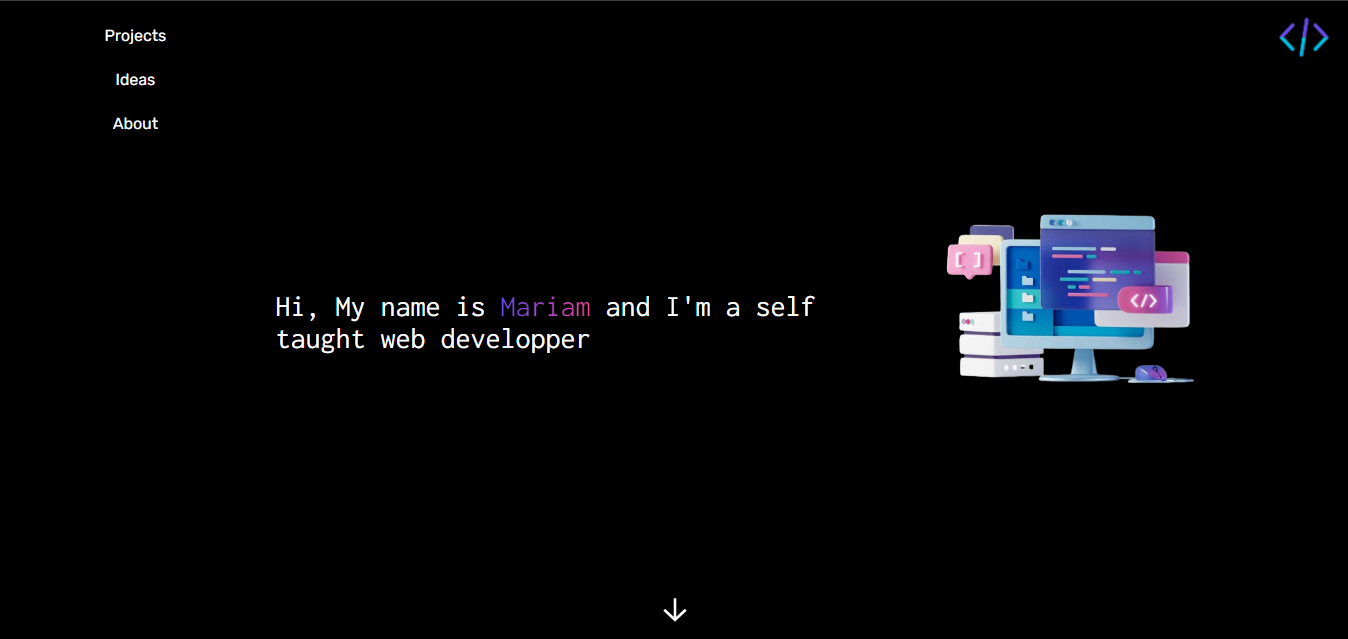 Projects
Ideas
About
Hi, My name is Mariam and I'm a self
taught web developper
[ ]
</>
</>